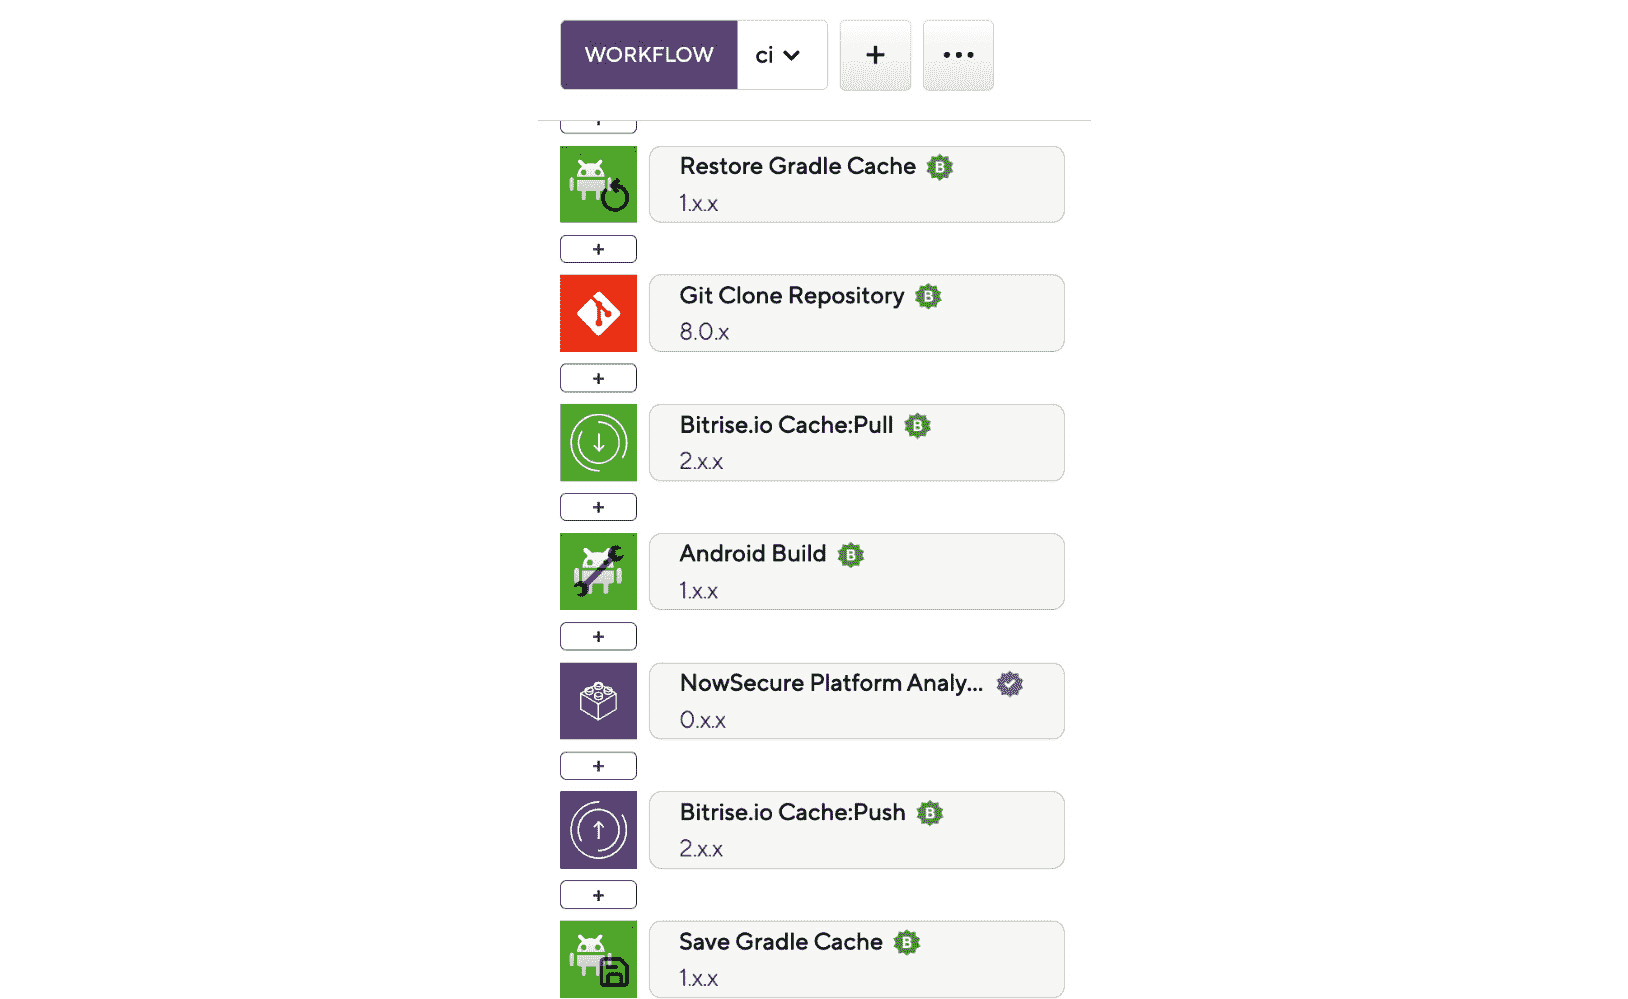 WORKFLOW ci + ...
+
Restore Gradle Cache B
1.x.x
+
Git Clone Repository B
8.0.x
+
Bitrise.io Cache:Pull B
2.x.x
+
Android Build B
1.x.x
+
NowSecure Platform Analy...
0.x.x
+
Bitrise.io Cache:Push B
2.x.x
+
Save Gradle Cache B
1.x.x